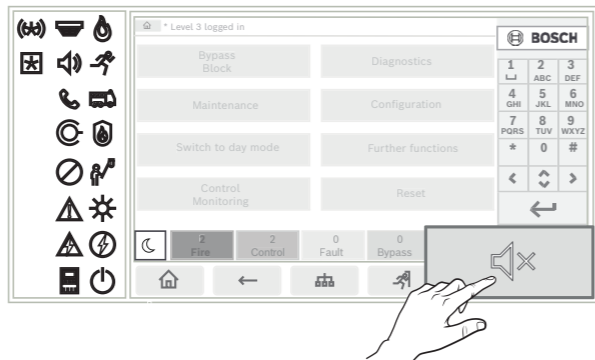 * Level 3 logged in
BOSCH
Bypass
Block
Diagnostics
Maintenance
Configuration
Switch to day mode
Further functions
Control
Monitoring
Reset
1
2
ABC
3
DEF
4
GHI
5
JKL
6
MNO
7
PQRS
8
TUV
9
WXYZ
*
0
#
2
Fire
2
Control
0
Fault
0
Bypass